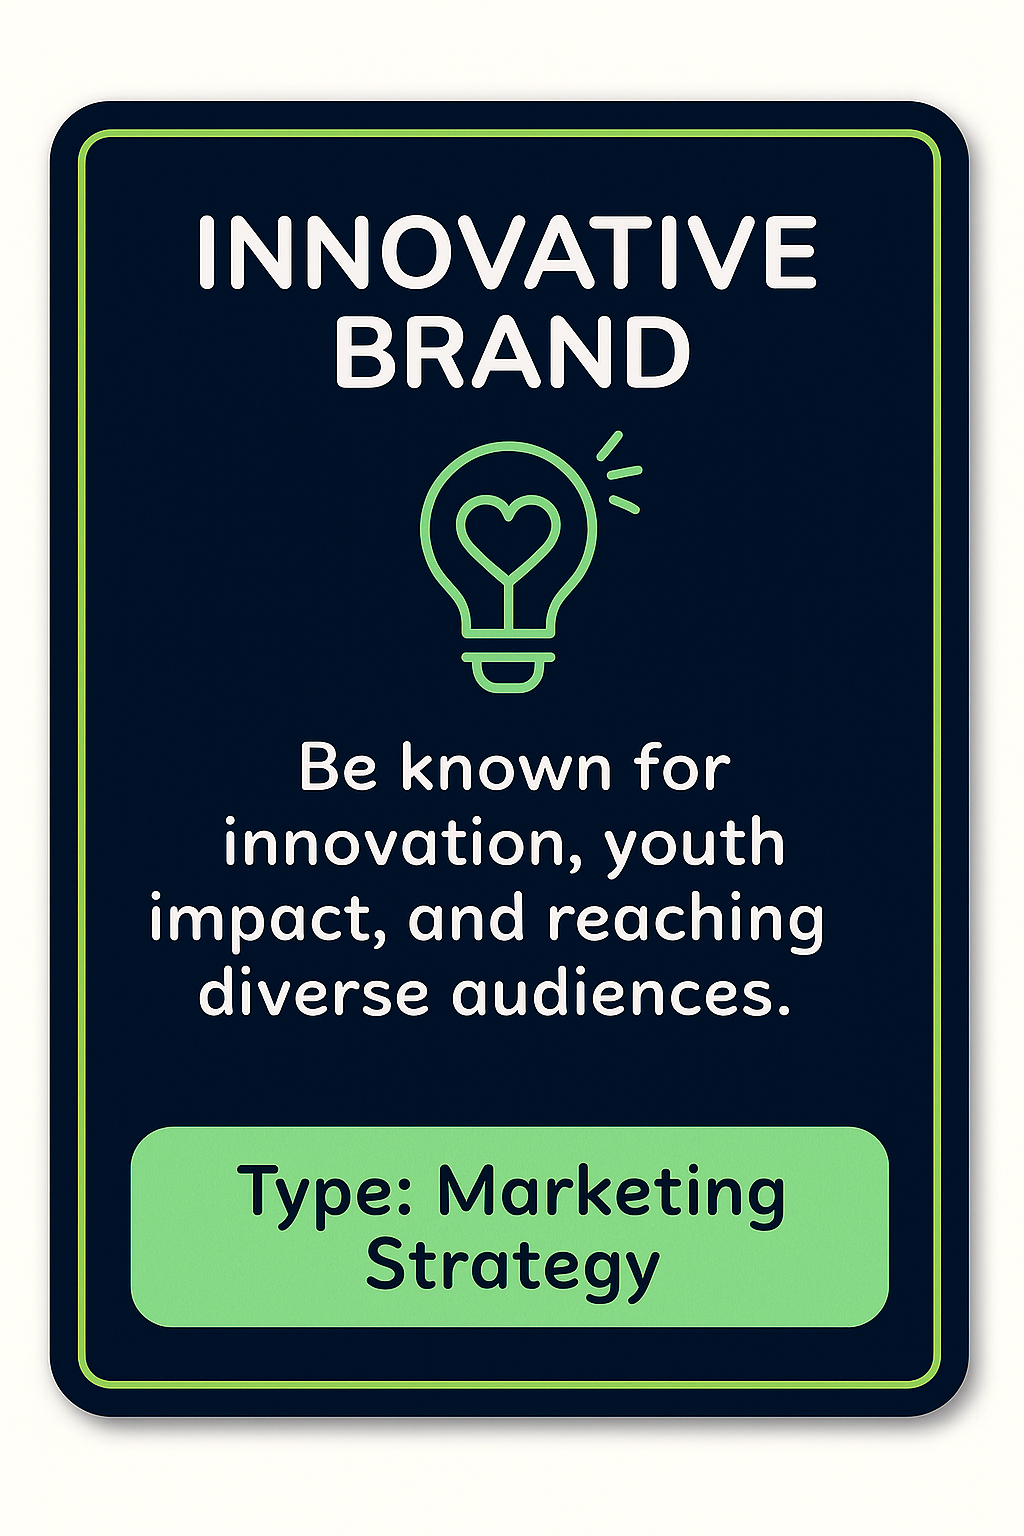 INNOVATIVE
BRAND
Be known for
innovation, youth
impact, and reaching
diverse audiences.
Type: Marketing
Strategy